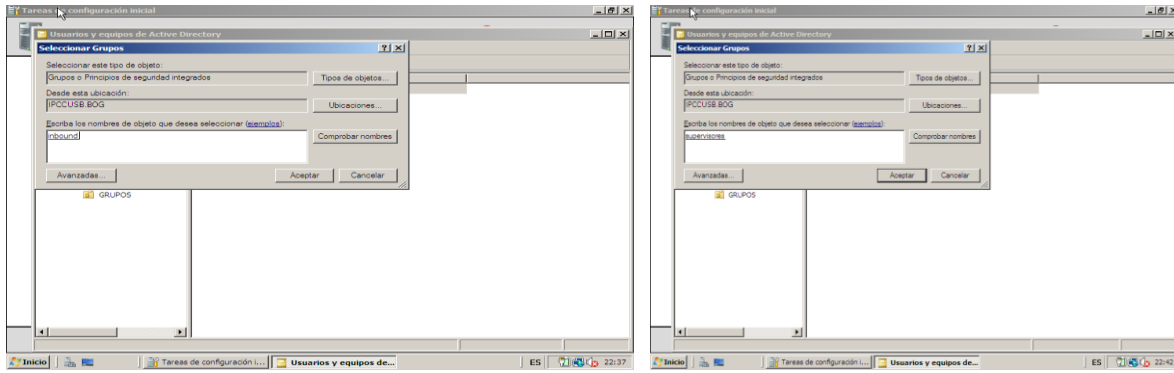 Tareas de configuración inicial
Usuarios y equipos de Active Directory
Seleccionar Grupos
Seleccionar este tipo de objeto:
Grupos o Principios de seguridad integrados
Tipos de objetos...
Desde esta ubicación:
IPCCUSB.BOG
Ubicaciones...
Escriba los nombres de objeto que desea seleccionar (ejemplos):
inbound
Comprobar nombres
Avanzadas...
Aceptar
Cancelar
GRUPOS
Inicio
Tareas de configuración i...
Usuarios y equipos de...
ES
22:37
Tareas de configuración inicial
Usuarios y equipos de Active Directory
Seleccionar Grupos
Seleccionar este tipo de objeto:
Grupos o Principios de seguridad integrados
Tipos de objetos...
Desde esta ubicación:
IPCCUSB.BOG
Ubicaciones...
Escriba los nombres de objeto que desea seleccionar (ejemplos):
supervisores
Comprobar nombres
Avanzadas...
Aceptar
Cancelar
GRUPOS
Inicio
Tareas de configuración i...
Usuarios y equipos de...
ES
22:42